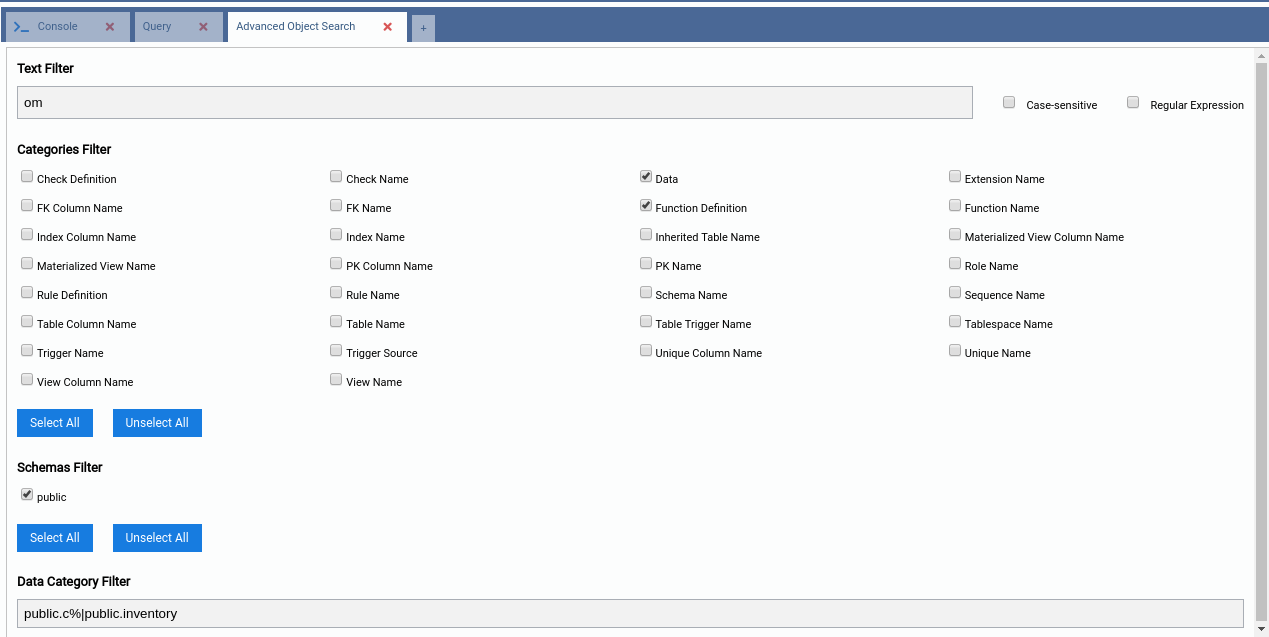 Console Query Advanced Object Search +
Text Filter
om Case-sensitive Regular Expression
Categories Filter
Check Definition Check Name Data Extension Name
FK Column Name FK Name Function Definition Function Name
Index Column Name Index Name Inherited Table Name Materialized View Column Name
Materialized View Name PK Column Name PK Name Role Name
Rule Definition Rule Name Schema Name Sequence Name
Table Column Name Table Name Table Trigger Name Tablespace Name
Trigger Name Trigger Source Unique Column Name Unique Name
View Column Name View Name
Select All Unselect All
Schemas Filter
public
Select All Unselect All
Data Category Filter
public.c%|public.inventory